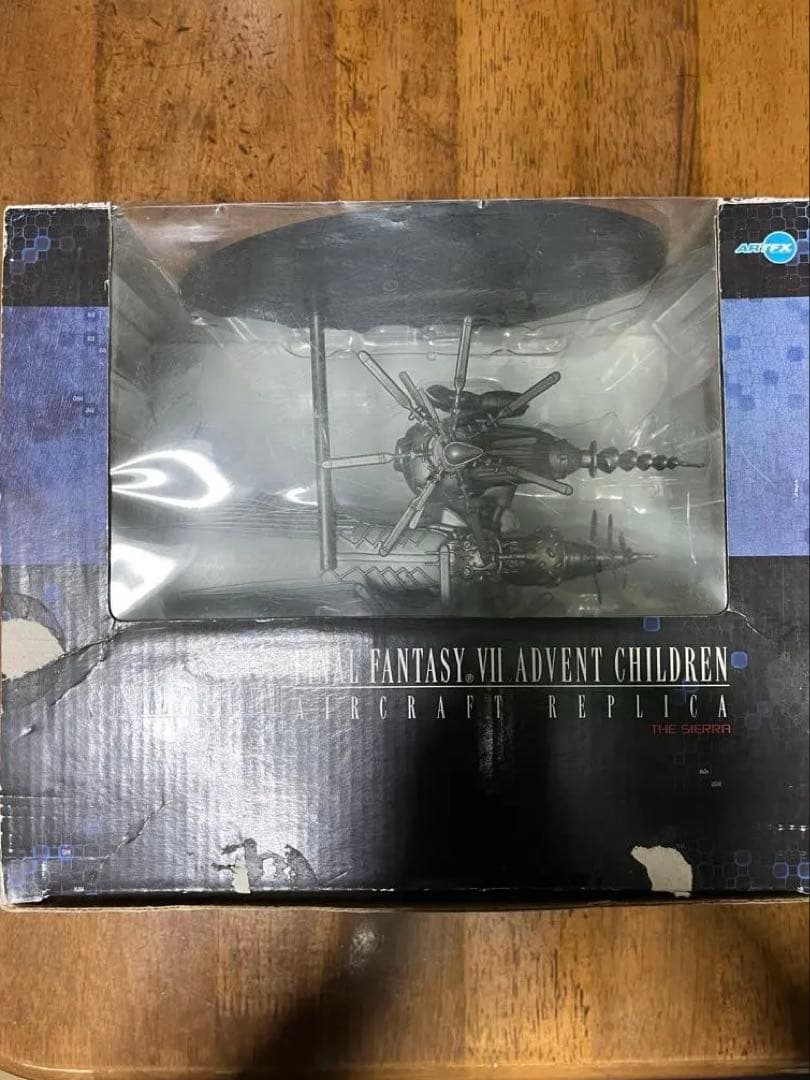 ARTFX
FINAL FANTASY® VII ADVENT CHILDREN
AIRCRAFT REPLICA
THE SIERRA